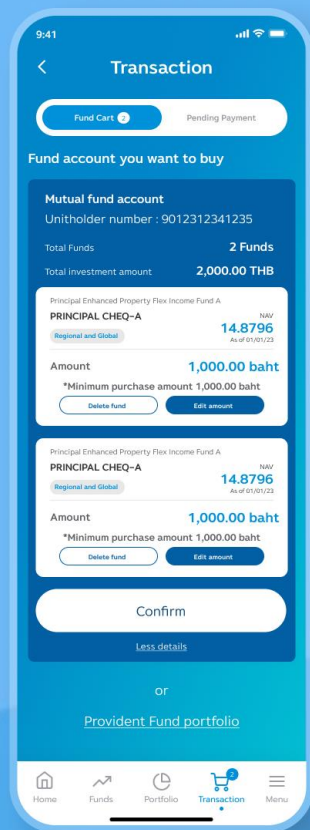 9:41
Transaction
Fund Cart 2
Pending Payment
Fund account you want to buy
Mutual fund account
Unitholder number : 9012312341235
Total Funds 2 Funds
Total investment amount 2,000.00 THB
Principal Enhanced Property Flex Income Fund A
PRINCIPAL CHEQ-A NAV
Regional and Global 14.8796
As of 01/01/23
Amount 1,000.00 baht
*Minimum purchase amount 1,000.00 baht
Delete fund Edit amount
Principal Enhanced Property Flex Income Fund A
PRINCIPAL CHEQ-A NAV
Regional and Global 14.8796
As of 01/01/23
Amount 1,000.00 baht
*Minimum purchase amount 1,000.00 baht
Delete fund Edit amount
Confirm
Less details
or
Provident Fund portfolio
2
Home Funds Portfolio Transaction Menu